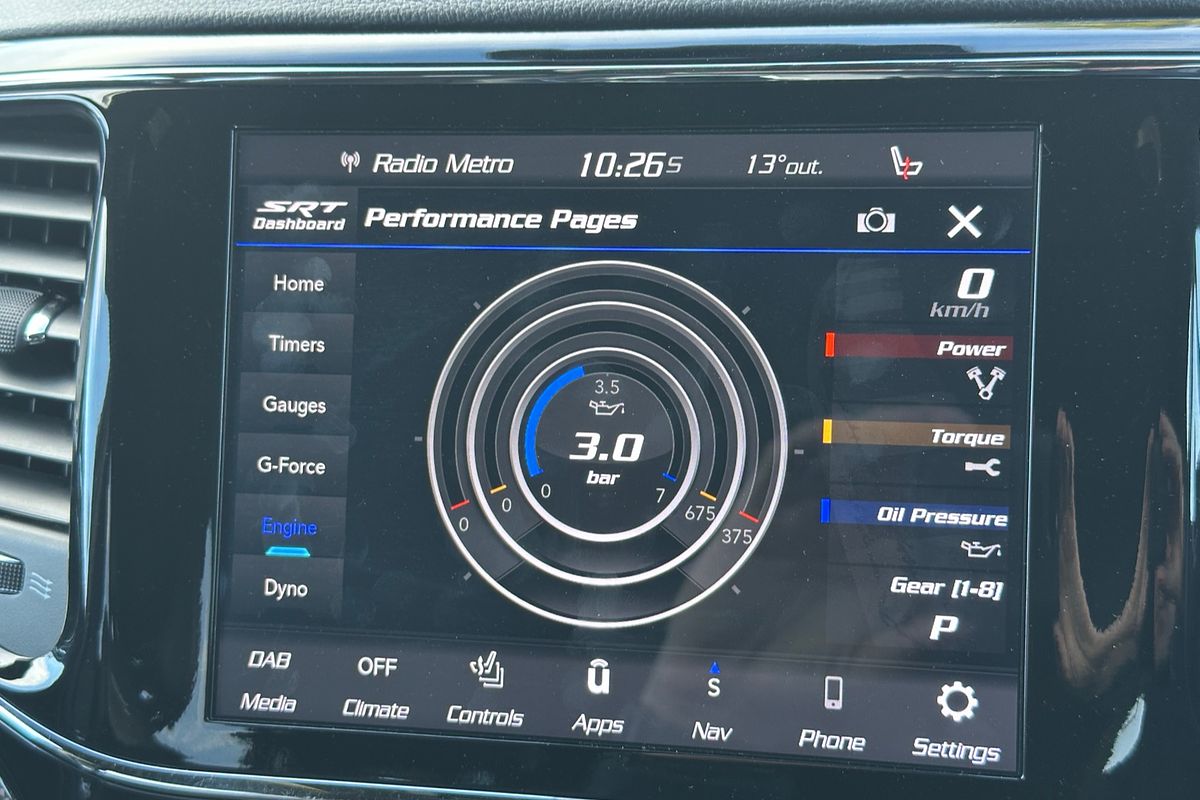 Radio Metro 10:26 S 13°out.
SRT
Dashboard
Performance Pages
Home
Timers
Gauges
G-Force
Engine
Dyno
3.5
3.0
bar
0 7
0 675
0 375
0
km/h
Power
Torque
Oil Pressure
Gear [1-8]
P
DAB
Media
OFF
Climate
Controls
û
Apps
S
Nav
Phone
Settings